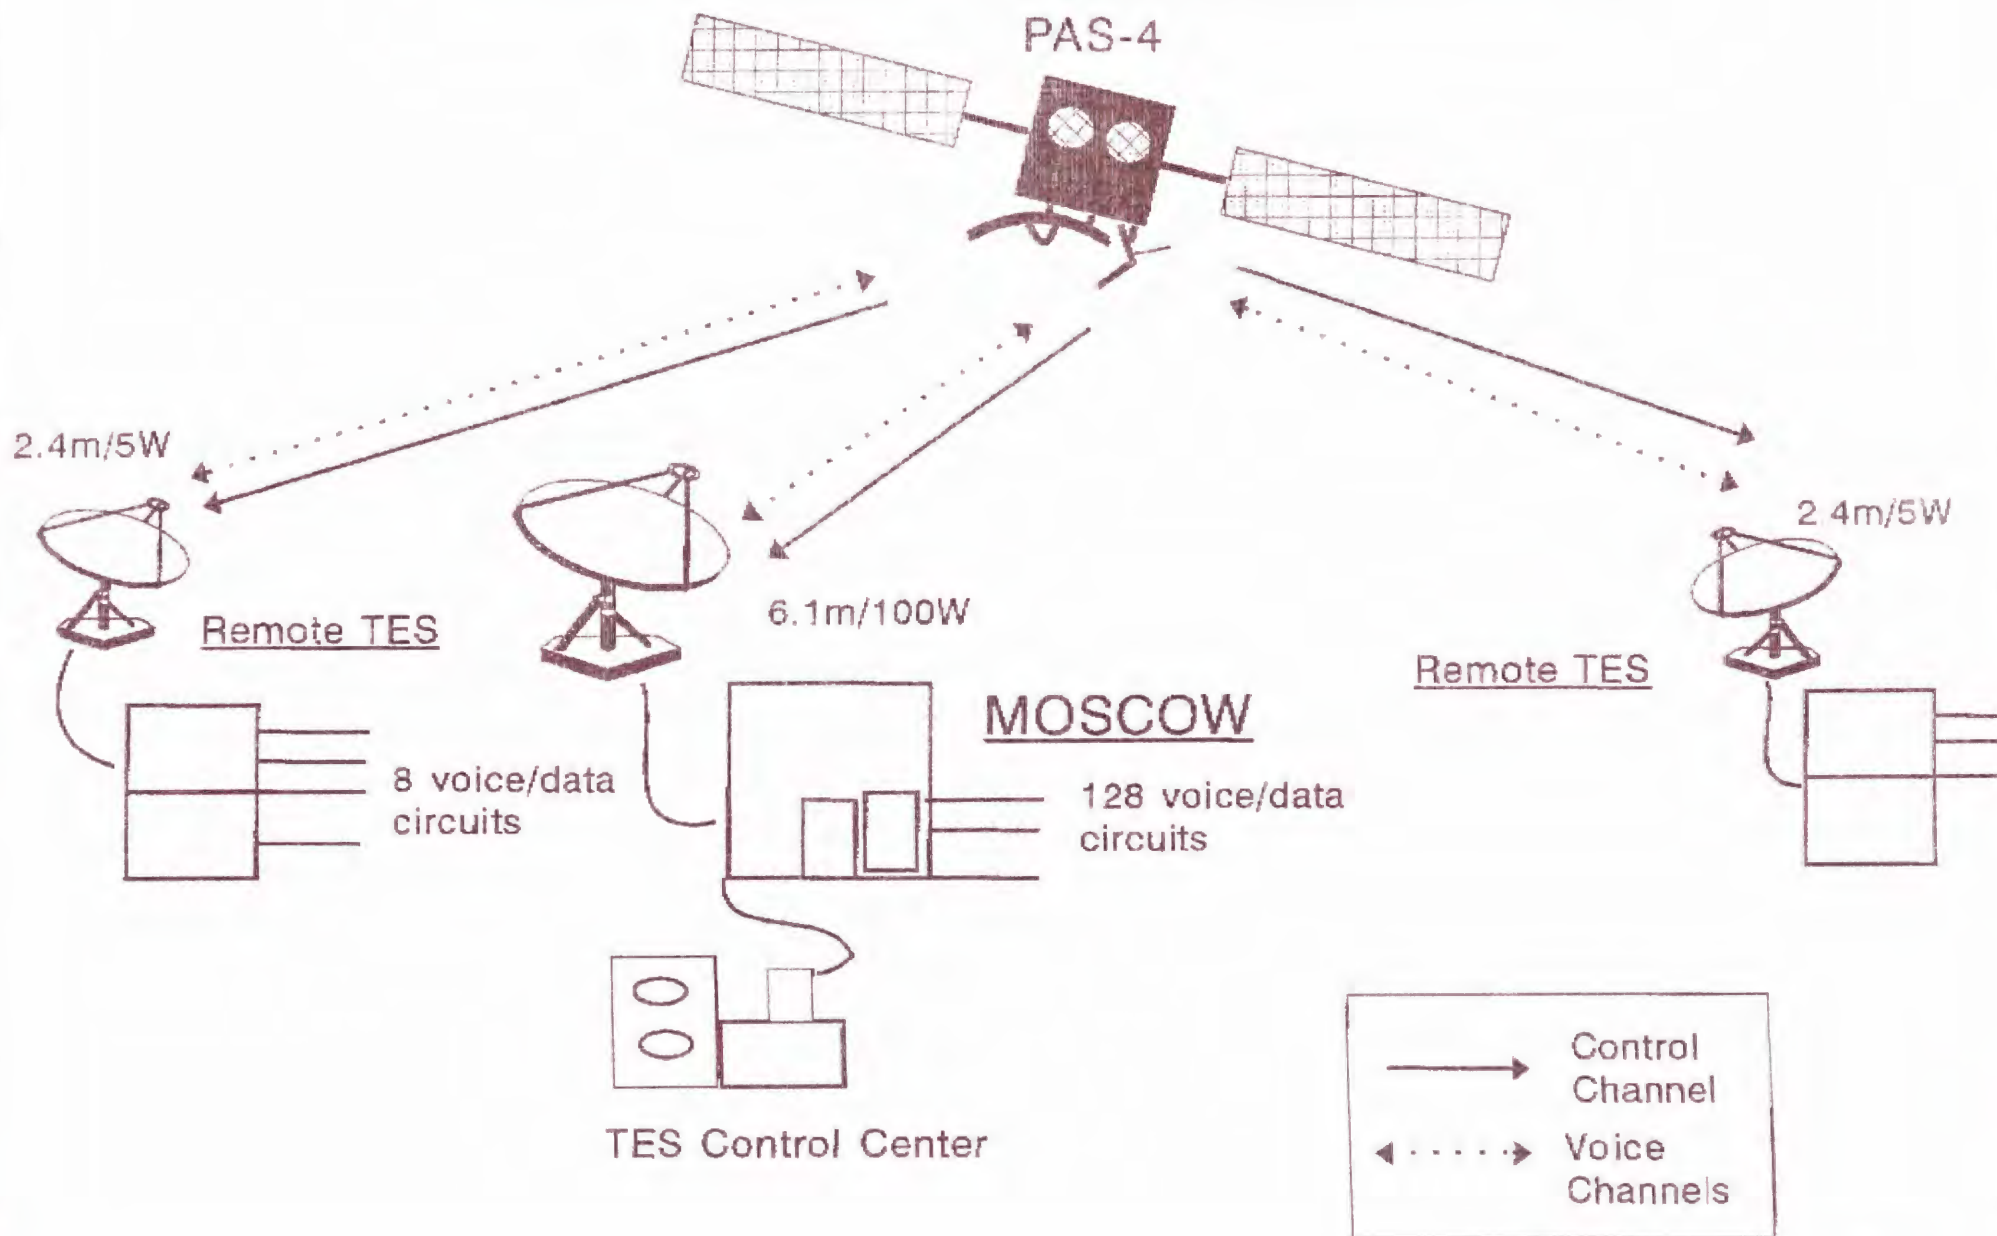 PAS-4
2.4m/5W
2.4m/5W
6.1m/100W
Remote TES
Remote TES
MOSCOW
8 voice/data
circuits
128 voice/data
circuits
TES Control Center
Control
Channel
Voice
Channels